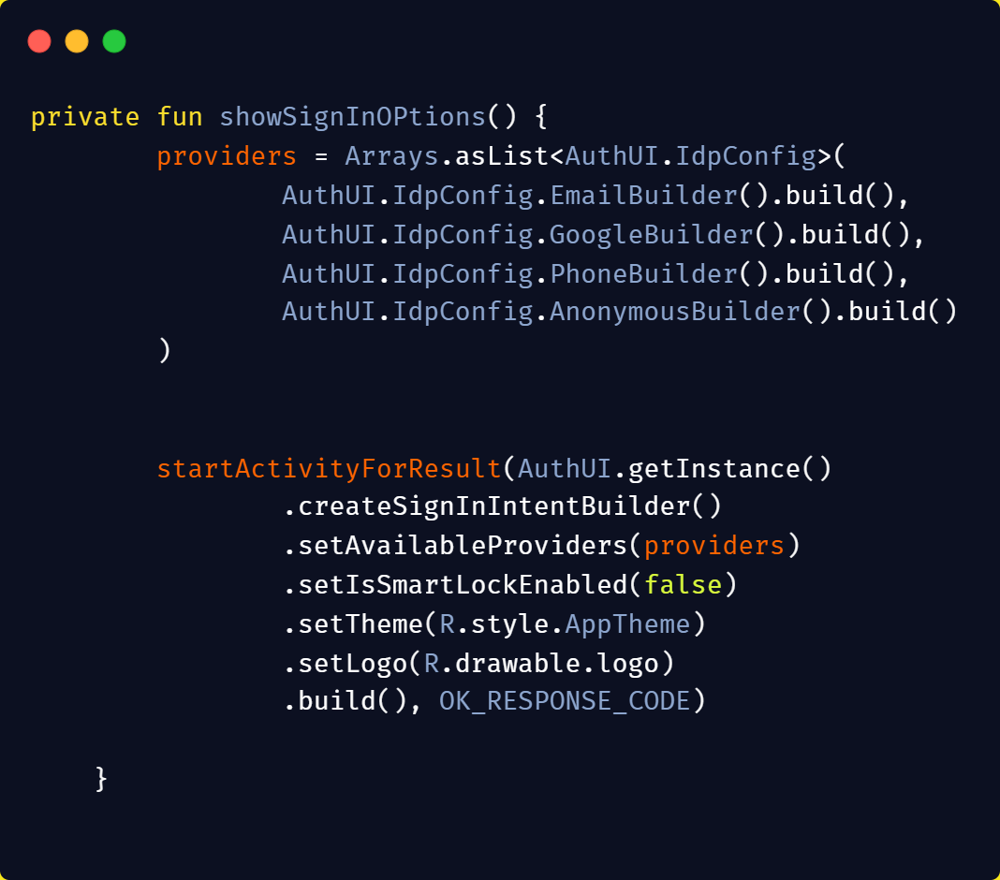 private fun showSignInOPtions() {
        providers = Arrays.asList<AuthUI.IdpConfig>(
                AuthUI.IdpConfig.EmailBuilder().build(),
                AuthUI.IdpConfig.GoogleBuilder().build(),
                AuthUI.IdpConfig.PhoneBuilder().build(),
                AuthUI.IdpConfig.AnonymousBuilder().build()
        )
        startActivityForResult(AuthUI.getInstance()
                .createSignInIntentBuilder()
                .setAvailableProviders(providers)
                .setIsSmartLockEnabled(false)
                .setTheme(R.style.AppTheme)
                .setLogo(R.drawable.logo)
                .build(), OK_RESPONSE_CODE)
    }